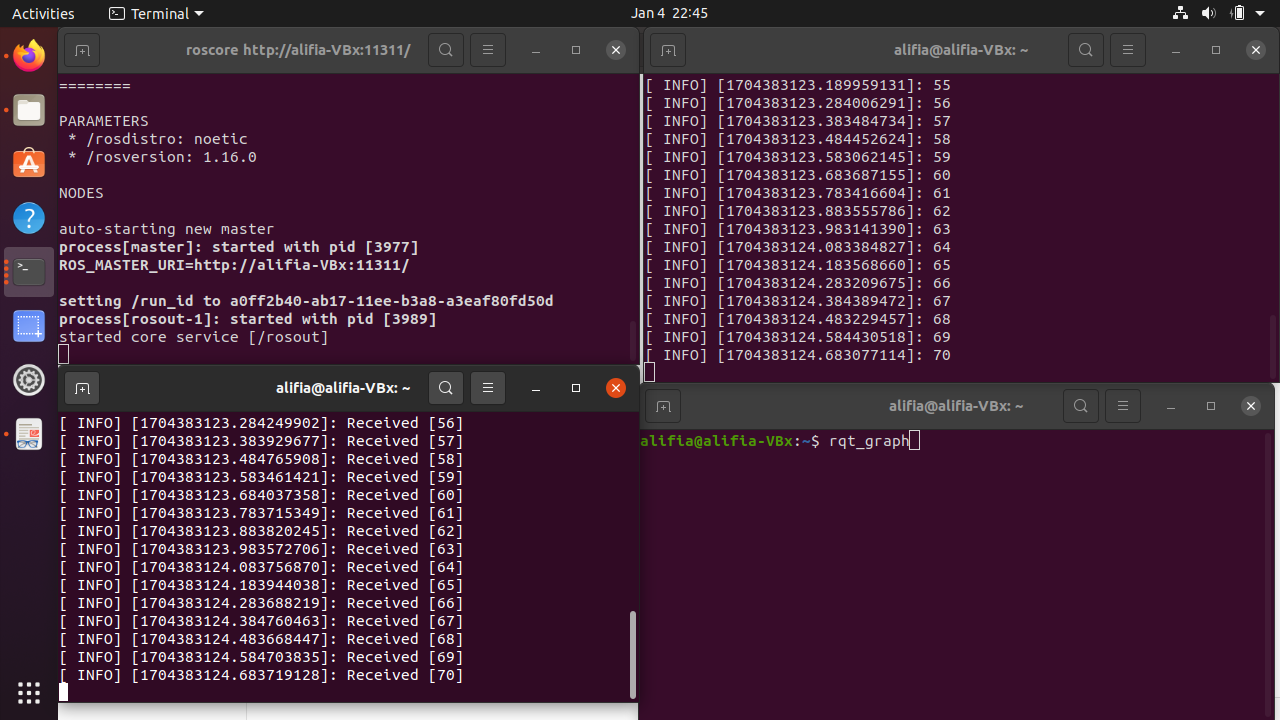 Activities
Terminal
Jan 4 22:45
roscore http://alifia-VBx:11311/
========
PARAMETERS
* /rosdistro: noetic
* /rosversion: 1.16.0
NODES
auto-starting new master
process[master]: started with pid [3977]
ROS_MASTER_URI=http://alifia-VBx:11311/
setting /run_id to a0ff2b40-ab17-11ee-b3a8-a3eaf80fd50d
process[rosout-1]: started with pid [3989]
started core service [/rosout]
alifia@alifia-VBx: ~
[ INFO] [1704383123.189959131]: 55
[ INFO] [1704383123.284006291]: 56
[ INFO] [1704383123.383484734]: 57
[ INFO] [1704383123.484452624]: 58
[ INFO] [1704383123.583062145]: 59
[ INFO] [1704383123.683687155]: 60
[ INFO] [1704383123.783416604]: 61
[ INFO] [1704383123.883555786]: 62
[ INFO] [1704383123.983141390]: 63
[ INFO] [1704383124.083384827]: 64
[ INFO] [1704383124.183568660]: 65
[ INFO] [1704383124.283209675]: 66
[ INFO] [1704383124.384389472]: 67
[ INFO] [1704383124.483229457]: 68
[ INFO] [1704383124.584430518]: 69
[ INFO] [1704383124.683077114]: 70
alifia@alifia-VBx: ~
[ INFO] [1704383123.284249902]: Received [56]
[ INFO] [1704383123.383929677]: Received [57]
[ INFO] [1704383123.484765908]: Received [58]
[ INFO] [1704383123.583461421]: Received [59]
[ INFO] [1704383123.684037358]: Received [60]
[ INFO] [1704383123.783715349]: Received [61]
[ INFO] [1704383123.883820245]: Received [62]
[ INFO] [1704383123.983572706]: Received [63]
[ INFO] [1704383124.083756870]: Received [64]
[ INFO] [1704383124.183944038]: Received [65]
[ INFO] [1704383124.283688219]: Received [66]
[ INFO] [1704383124.384760463]: Received [67]
[ INFO] [1704383124.483668447]: Received [68]
[ INFO] [1704383124.584703835]: Received [69]
[ INFO] [1704383124.683719128]: Received [70]
alifia@alifia-VBx: ~
alifia@alifia-VBx:~$ rqt_graph